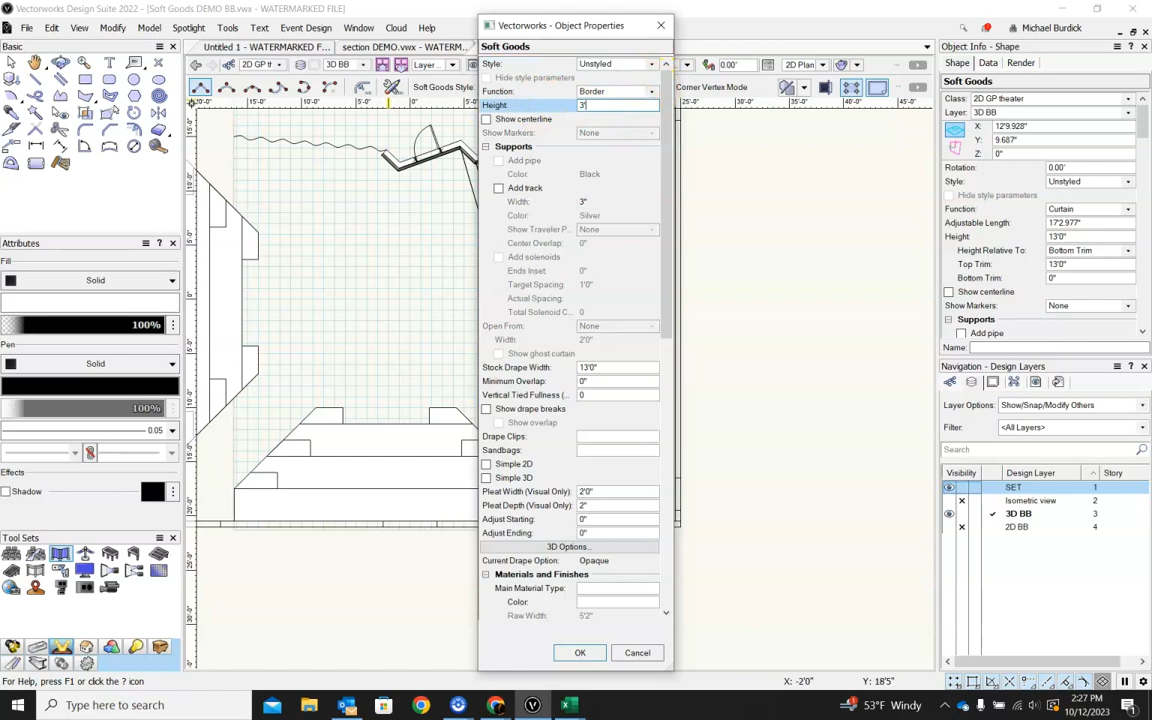 Vectorworks Design Suite 2022 - [Soft Goods DEMO BB.vwx - WATERMARKED FILE]
File Edit View Modify Model Spotlight Tools Text Event Design Window Cloud Help
Michael Burdick
Basic
Untitled 1 - WATERMARKED F... section DEMO.vwx - WATERM..
2D GP th 3D BB Layer ... 0.00' 2D Plan
Soft Goods Style: Corner Vertex Mode
Attributes
Fill
Solid
100%
Pen
Solid
100%
0.05
Effects
Shadow
Tool Sets
For Help, press F1 or click the ? icon
X: -2'0" Y: 18'5"
Vectorworks - Object Properties
Soft Goods
Style: Unstyled
Hide style parameters
Function: Border
Height: 3'
Show centerline
Show Markers: None
Supports
Add pipe
Color: Black
Add track
Width: 3"
Color: Silver
Show Traveler P... None
Center Overlap: 0"
Add solenoids
Ends Inset: 0"
Target Spacing: 1'0"
Actual Spacing:
Total Solenoid C... 0
Open From: None
Width: 2'0"
Show ghost curtain
Stock Drape Width: 13'0"
Minimum Overlap: 0"
Vertical Tied Fullness (... 0
Show drape breaks
Show overlap
Drape Clips:
Sandbags:
Simple 2D
Simple 3D
Pleat Width (Visual Only): 2'0"
Pleat Depth (Visual Only): 2"
Adjust Starting: 0"
Adjust Ending: 0"
3D Options...
Current Drape Option: Opaque
Materials and Finishes
Main Material Type:
Color:
Raw Width: 5'2"
OK Cancel
Object Info - Shape
Shape Data Render
Soft Goods
Class: 2D GP theater
Layer: 3D BB
X: 12'9.928"
Y: 9.687"
Z: 0"
Rotation: 0.00'
Style: Unstyled
Hide style parameters
Function: Curtain
Adjustable Length: 17'2.977"
Height: 13'0"
Height Relative To: Bottom Trim
Top Trim: 13'0"
Bottom Trim: 0"
Show centerline
Show Markers: None
Supports
Add pipe
Name:
Navigation - Design Layers
Layer Options: Show/Snap/Modify Others
Filter: <All Layers>
Search
Visibility Design Layer # Story
SET 1
Isometric view 2
3D BB 3
2D BB 4
Type here to search
53°F Windy
2:27 PM
10/12/2023